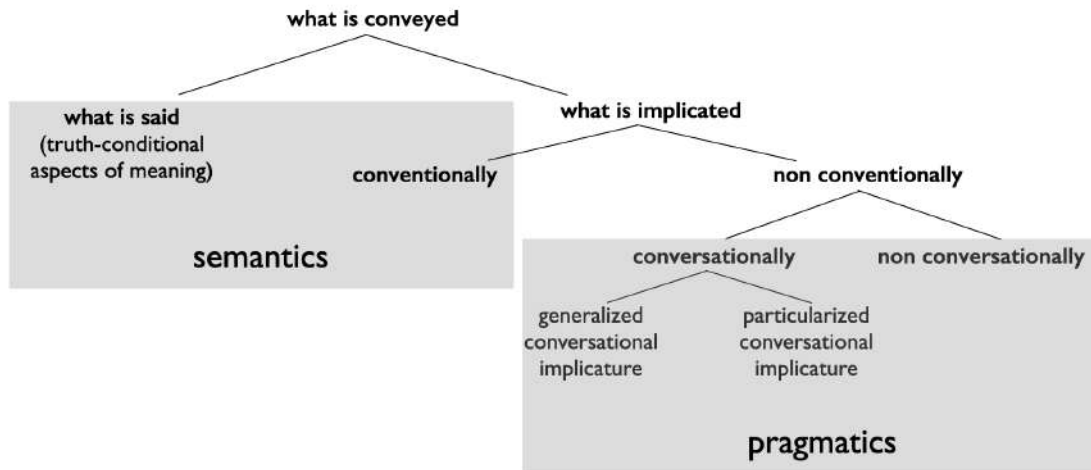 what is conveyed
what is said
(truth-conditional
aspects of meaning)
what is implicated
conventionally
non conventionally
semantics
conversationally
non conversationally
generalized
conversational
implicature
particularized
conversational
implicature
pragmatics